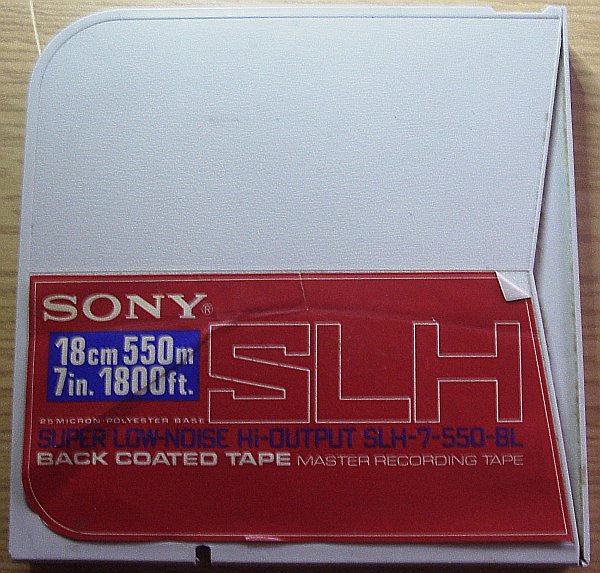 SONY®
SLH
18cm 550m
7in. 1800ft.
25 MICRON-POLYESTER BASE
SUPER LOW-NOISE Hi-OUTPUT SLH-7-550-BL
BACK COATED TAPE MASTER RECORDING TAPE